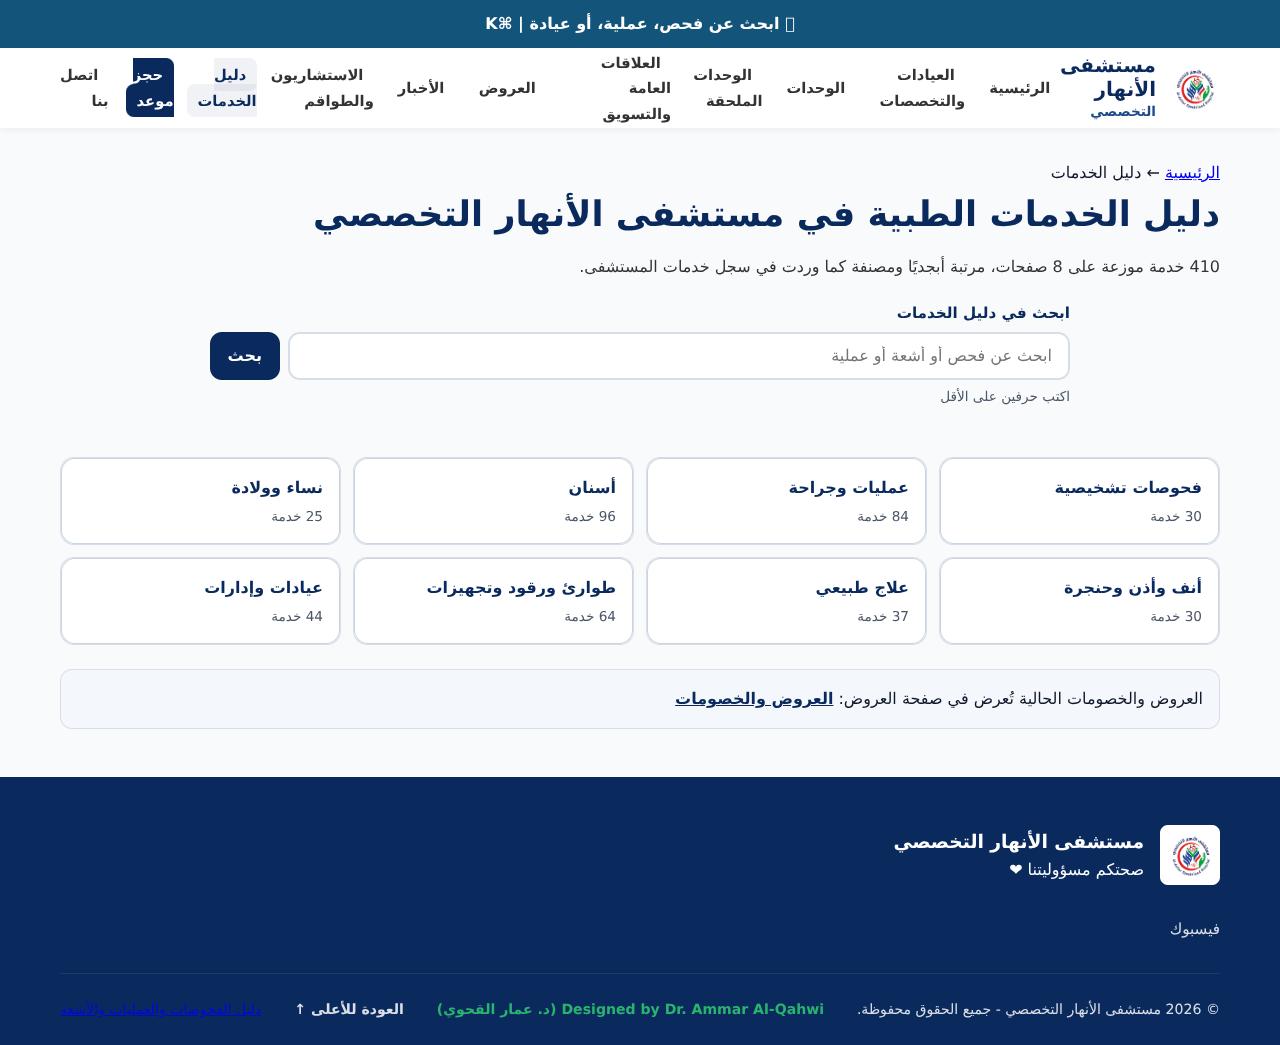 ابحث عن فحص، عملية، أو عيادة | ⌘K
مستشفى الأنهار
التخصصي
الرئيسية
العيادات والتخصصات
الوحدات
الوحدات الملحقة
العلاقات العامة والتسويق
العروض
الأخبار
الاستشاريون والطواقم
دليل الخدمات
حجز موعد
اتصل بنا
الرئيسية ← دليل الخدمات
دليل الخدمات الطبية في مستشفى الأنهار التخصصي
410 خدمة موزعة على 8 صفحات، مرتبة أبجديًا ومصنفة كما وردت في سجل خدمات المستشفى.
ابحث في دليل الخدمات
ابحث عن فحص أو أشعة أو عملية
بحث
اكتب حرفين على الأقل
فحوصات تشخيصية
30 خدمة
عمليات وجراحة
84 خدمة
أسنان
96 خدمة
نساء وولادة
25 خدمة
أنف وأذن وحنجرة
30 خدمة
علاج طبيعي
37 خدمة
طوارئ ورقود وتجهيزات
64 خدمة
عيادات وإدارات
44 خدمة
العروض والخصومات الحالية تُعرض في صفحة العروض: العروض والخصومات
مستشفى الأنهار التخصصي
صحتكم مسؤوليتنا ❤
فيسبوك
© 2026 مستشفى الأنهار التخصصي - جميع الحقوق محفوظة.
Designed by Dr. Ammar Al-Qahwi (د. عمار القحوي)
العودة للأعلى ↑
دليل الفحوصات والعمليات والأشعة